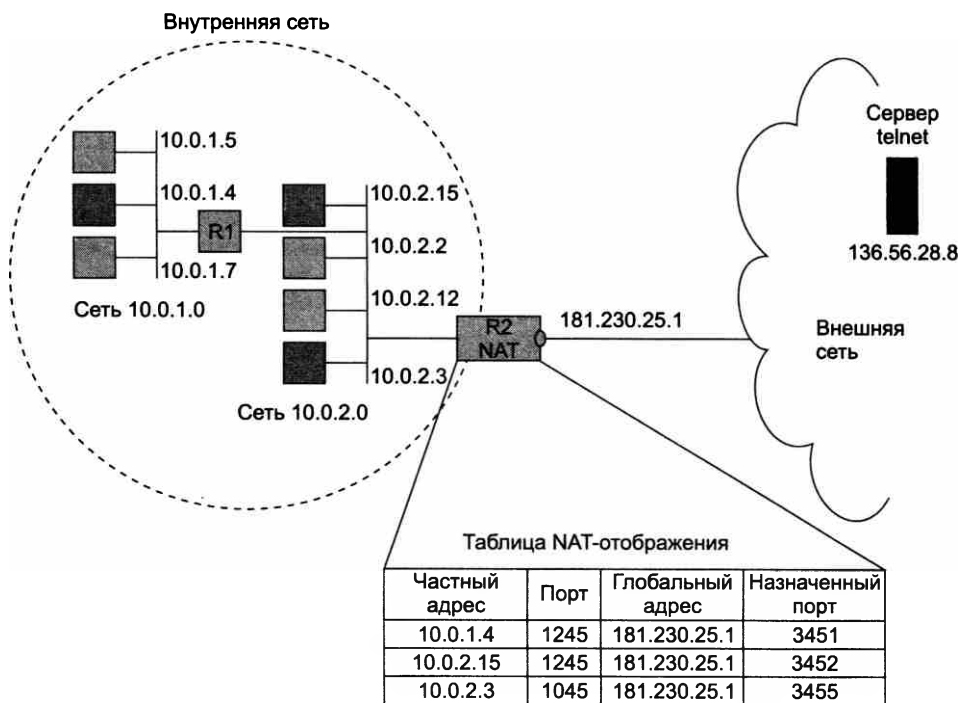 Внутренняя сеть
Сервер
telnet
10.0.1.5
10.0.1.4
10.0.2.15
R1
10.0.2.2
136.56.28.8
10.0.1.7
Сеть 10.0.1.0
10.0.2.12
R2
NAT
181.230.25.1
Внешняя
сеть
10.0.2.3
Сеть 10.0.2.0
Таблица NAT-отображения
Частный
адрес
Порт
Глобальный
адрес
Назначенный
порт
10.0.1.4 1245 181.230.25.1 3451
10.0.2.15 1245 181.230.25.1 3452
10.0.2.3 1045 181.230.25.1 3455